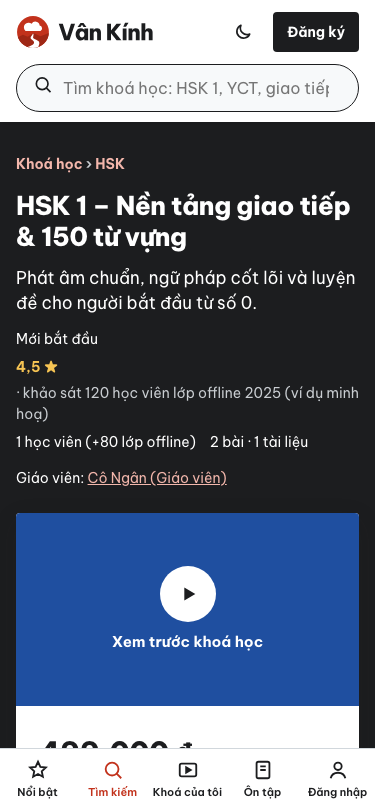 Vân Kính
Đăng ký
Tìm khoá học: HSK 1, YCT, giao tiếp
Khoá học › HSK
HSK 1 – Nền tảng giao tiếp
& 150 từ vựng
Phát âm chuẩn, ngữ pháp cốt lõi và luyện
đề cho người bắt đầu từ số 0.
Mới bắt đầu
4,5 ★
· khảo sát 120 học viên lớp offline 2025 (ví dụ minh
hoạ)
1 học viên (+80 lớp offline) 2 bài · 1 tài liệu
Giáo viên: Cô Ngân (Giáo viên)
Xem trước khoá học
Nổi bật
Tìm kiếm
Khoá của tôi
Ôn tập
Đăng nhập